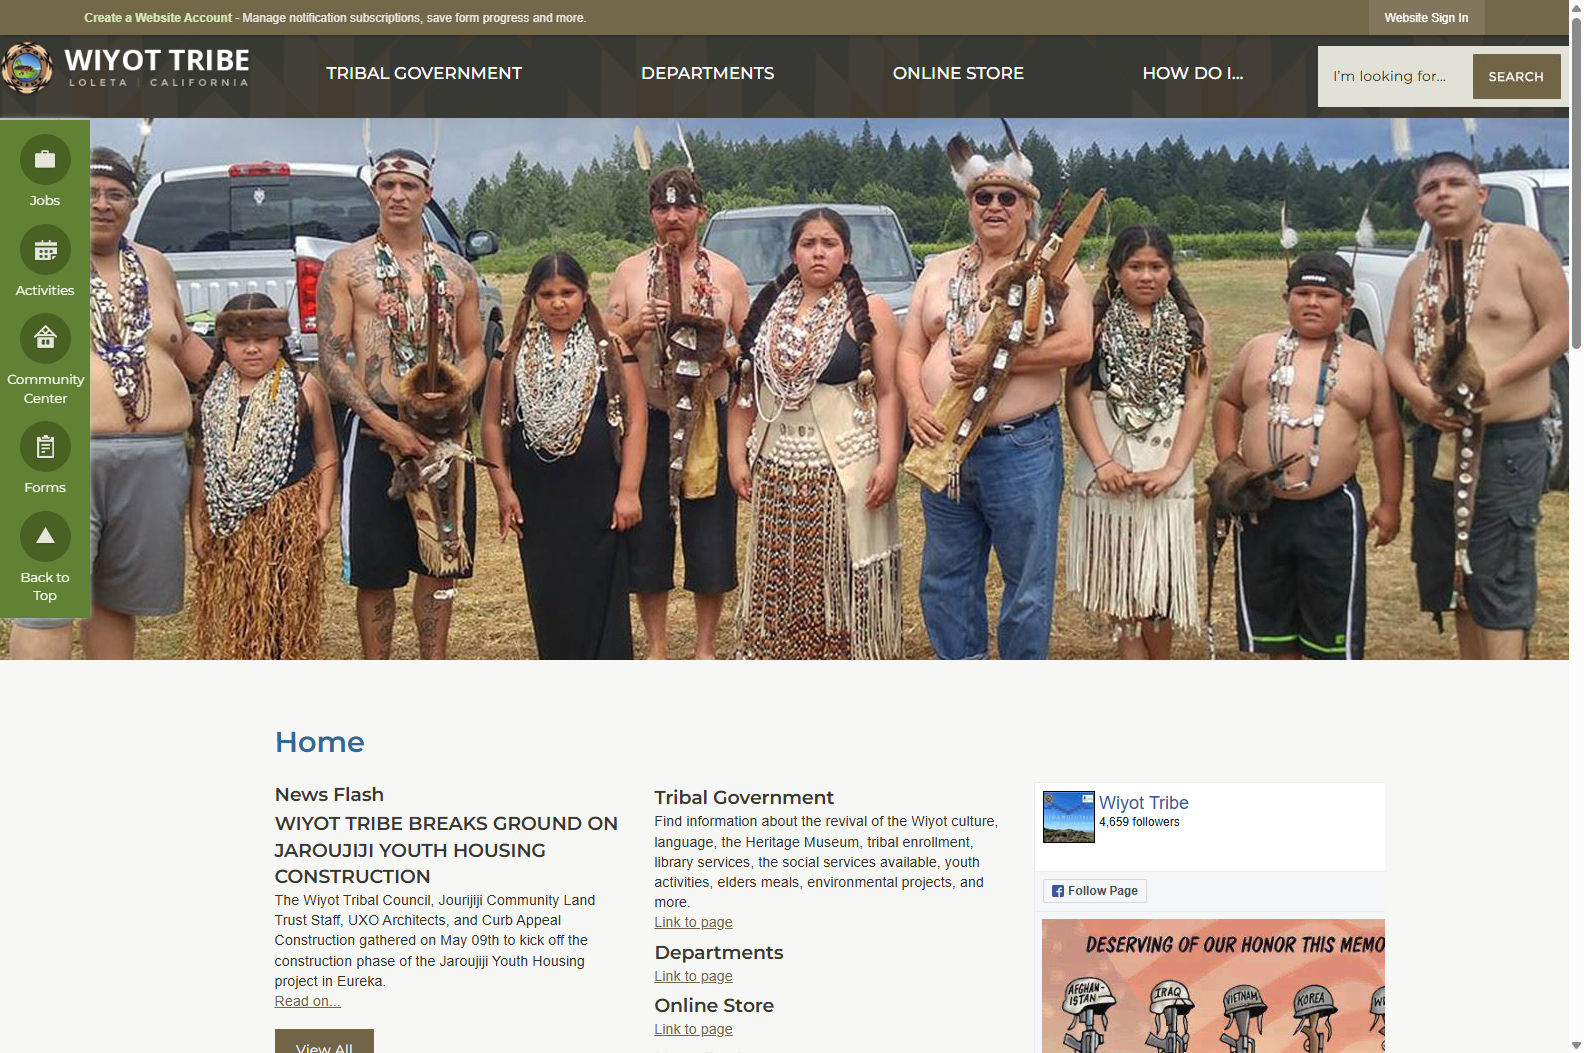 Create a Website Account - Manage notification subscriptions, save form progress and more.
Website Sign In
WIYOT TRIBE
LOLETA | CALIFORNIA
TRIBAL GOVERNMENT
DEPARTMENTS
ONLINE STORE
HOW DO I...
I'm looking for...
SEARCH
Jobs
Activities
Community
Center
Forms
Back to
Top
Home
News Flash
WIYOT TRIBE BREAKS GROUND ON
JAROUJIJI YOUTH HOUSING
CONSTRUCTION
The Wiyot Tribal Council, Jourijiji Community Land
Trust Staff, UXO Architects, and Curb Appeal
Construction gathered on May 09th to kick off the
construction phase of the Jaroujiji Youth Housing
project in Eureka.
Read on...
View All
Tribal Government
Find information about the revival of the Wiyot culture,
language, the Heritage Museum, tribal enrollment,
library services, the social services available, youth
activities, elders meals, environmental projects, and
more.
Link to page
Departments
Link to page
Online Store
Link to page
Wiyot Tribe
4,659 followers
Follow Page
DESERVING OF OUR HONOR THIS MEMO
AFGHAN-
ISTAN
IRAQ
VIETNAM
KOREA